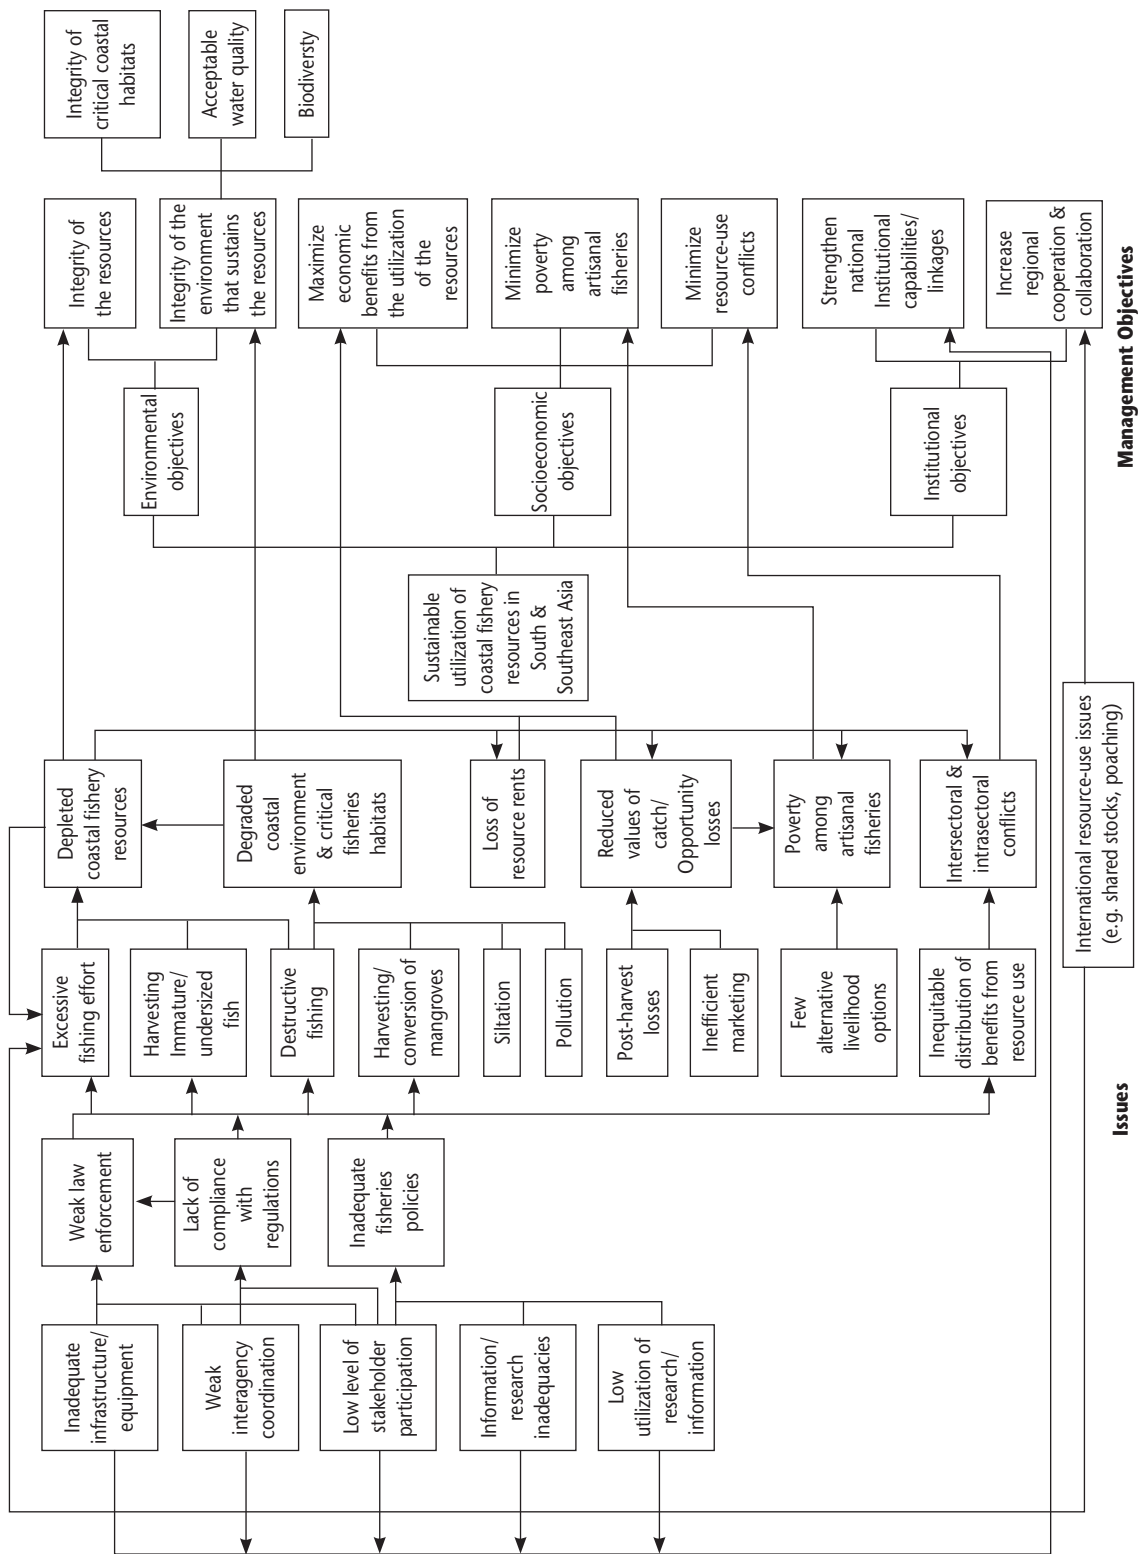 Inadequate
infrastructure/
equipment
Weak
interagency
coordination
Low level of
stakeholder
participation
Information/
research
inadequacies
Low
utilization of
research/
information
Weak law
enforcement
Lack of
compliance
with
regulations
Inadequate
fisheries
policies
Excessive
fishing effort
Harvesting
Immature/
undersized
fish
Destructive
fishing
Harvesting/
conversion of
mangroves
Siltation
Pollution
Post-harvest
losses
Inefficient
marketing
Few
alternative
livelihood
options
Inequitable
distribution of
benefits from
resource use
Depleted
coastal fishery
resources
Degraded
coastal
environment
& critical
fisheries
habitats
Loss of
resource rents
Reduced
values of
catch/
Opportunity
losses
Poverty
among
artisanal
fisheries
Intersectoral &
intrasectoral
conflicts
International resource-use issues
(e.g. shared stocks, poaching)
Issues
Sustainable
utilization of
coastal fishery
resources in
South &
Southeast Asia
Environmental
objectives
Socioeconomic
objectives
Institutional
objectives
Integrity of
the resources
Integrity of the
environment
that sustains
the resources
Maximize
economic
benefits from
the utilization
of the
resources
Minimize
poverty
among
artisanal
fisheries
Minimize
resource-use
conflicts
Strengthen
national
Institutional
capabilities/
linkages
Increase
regional
cooperation &
collaboration
Integrity of
critical coastal
habitats
Acceptable
water quality
Biodiversty
Management Objectives